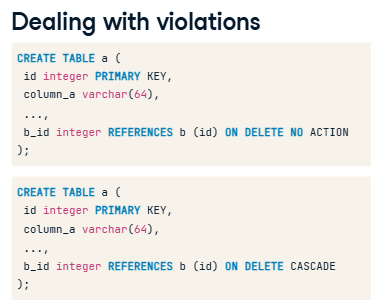 Dealing with violations
CREATE TABLE a (
id integer PRIMARY KEY,
column_a varchar(64),
...,
b_id integer REFERENCES b (id) ON DELETE NO ACTION
);
CREATE TABLE a (
id integer PRIMARY KEY,
column_a varchar(64),
...,
b_id integer REFERENCES b (id) ON DELETE CASCADE
);